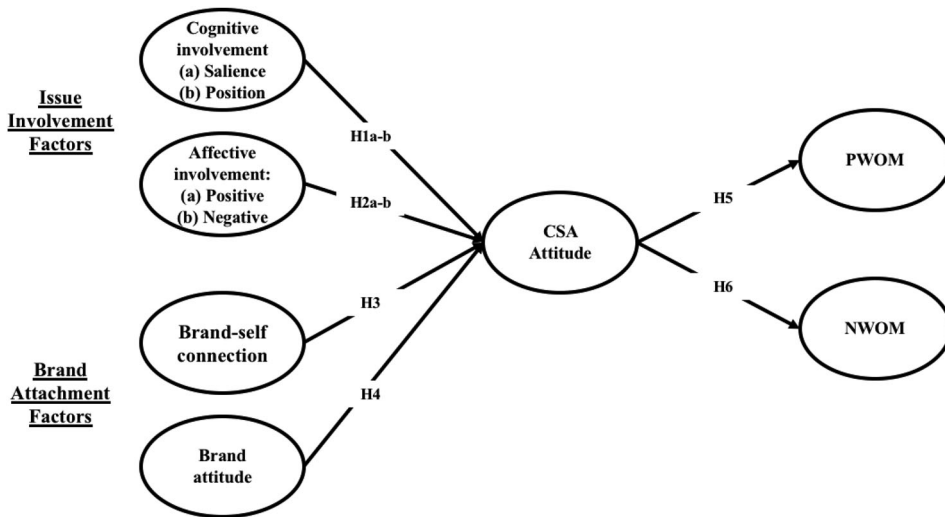 Issue
Involvement
Factors
Cognitive
involvement
(a) Salience
(b) Position
Affective
involvement:
(a) Positive
(b) Negative
Brand
Attachment
Factors
Brand-self
connection
Brand
attitude
H1a-b
H2a-b
H3
H4
CSA
Attitude
H5
H6
PWOM
NWOM